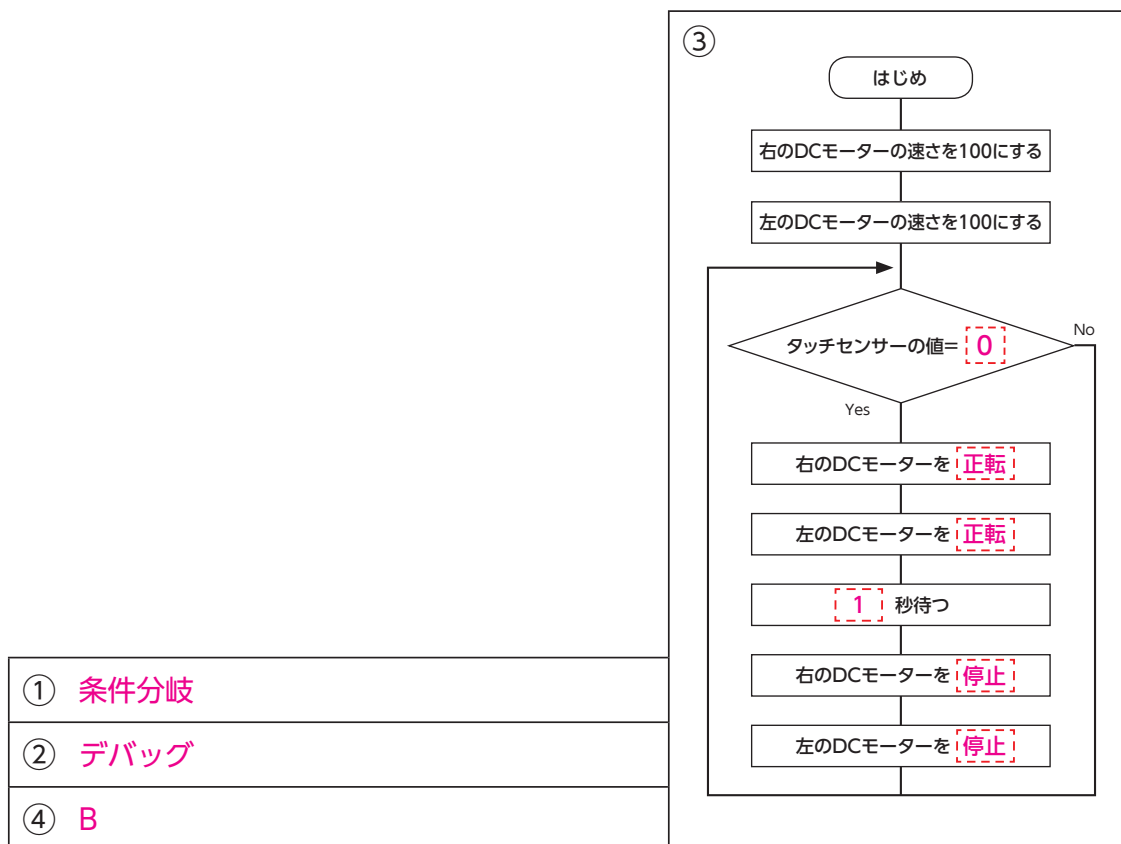 ③
はじめ
右のDCモーターの速さを100にする
左のDCモーターの速さを100にする
タッチセンサーの値= 0
No
Yes
右のDCモーターを 正転
左のDCモーターを 正転
1 秒待つ
右のDCモーターを 停止
左のDCモーターを 停止
① 条件分岐
② デバッグ
④ B